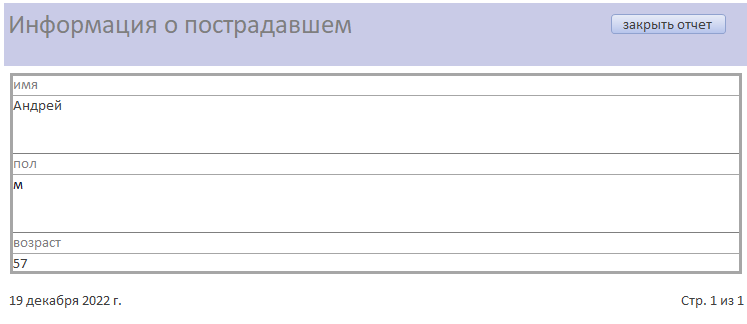 Информация о пострадавшем
закрыть отчет
имя
Андрей
пол
м
возраст
57
19 декабря 2022 г.
Стр. 1 из 1